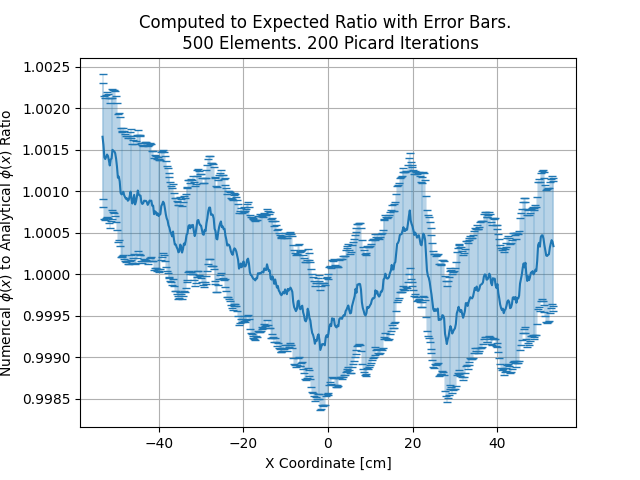 Computed to Expected Ratio with Error Bars.
500 Elements. 200 Picard Iterations
Numerical ϕ(x) to Analytical ϕ(x) Ratio
1.0025
1.0020
1.0015
1.0010
1.0005
1.0000
0.9995
0.9990
0.9985
−40 −20 0 20 40
X Coordinate [cm]